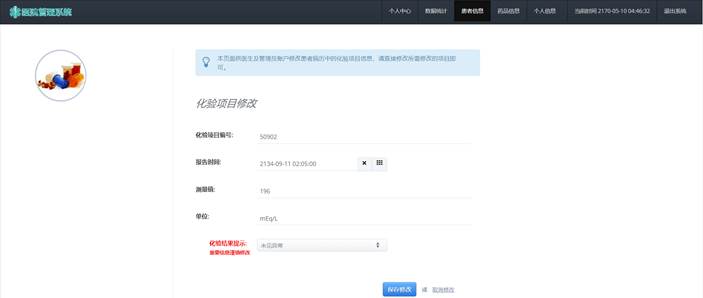 医院管理系统
个人中心
数据统计
患者信息
药品信息
个人信息
当前时间 2170-05-10 04:46:32
退出系统
本页面供医生及管理员账户修改患者病历中的化验项目信息，请直接修改所需修改的项目即
可。
化验项目修改
化验项目编号:
50902
报告时间:
2134-09-11 02:05:00
测量值:
196
单位:
mEq/L
化验结果提示:
重要信息谨慎修改
未见异常
保存修改 或 取消修改